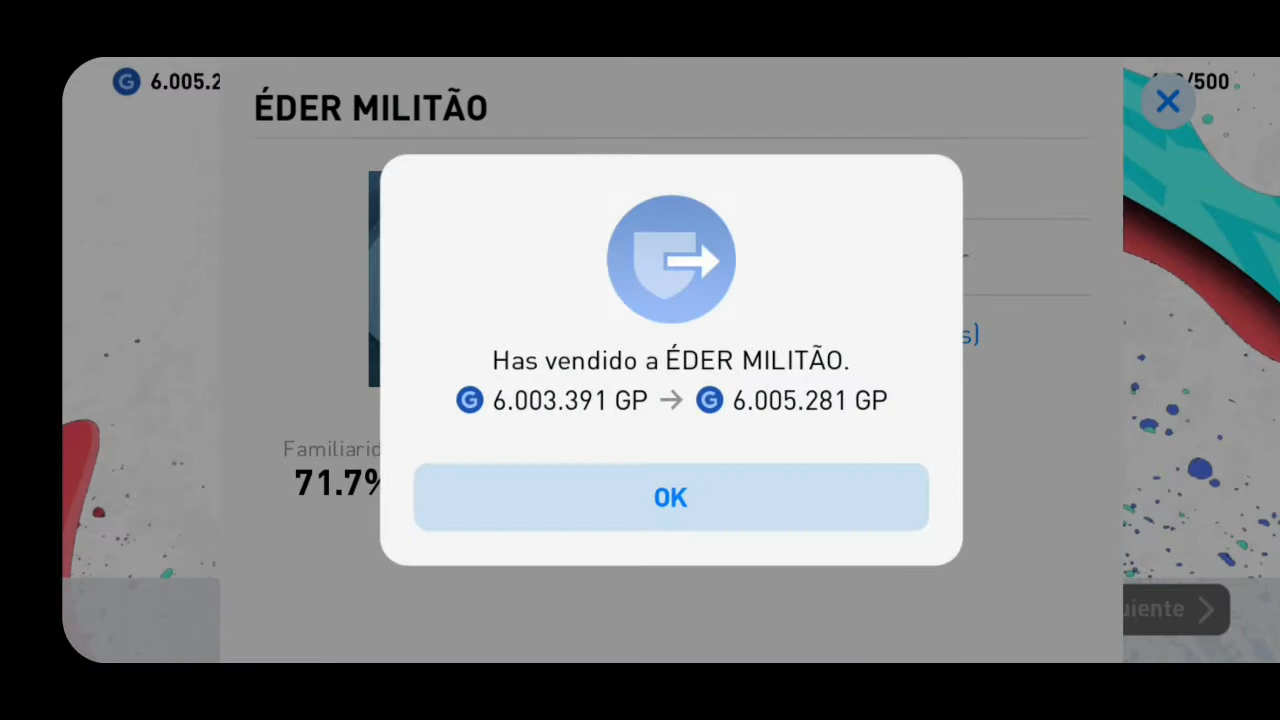 6.005.2
/500
ÉDER MILITÃO
Has vendido a ÉDER MILITÃO.
G 6.003.391 GP → G 6.005.281 GP
s)
Familiarid
71.7%
OK
uiente